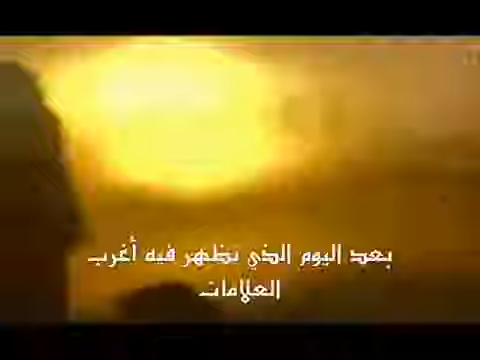 بعد اليوم الذي تظهر فيه أغرب
العلامات